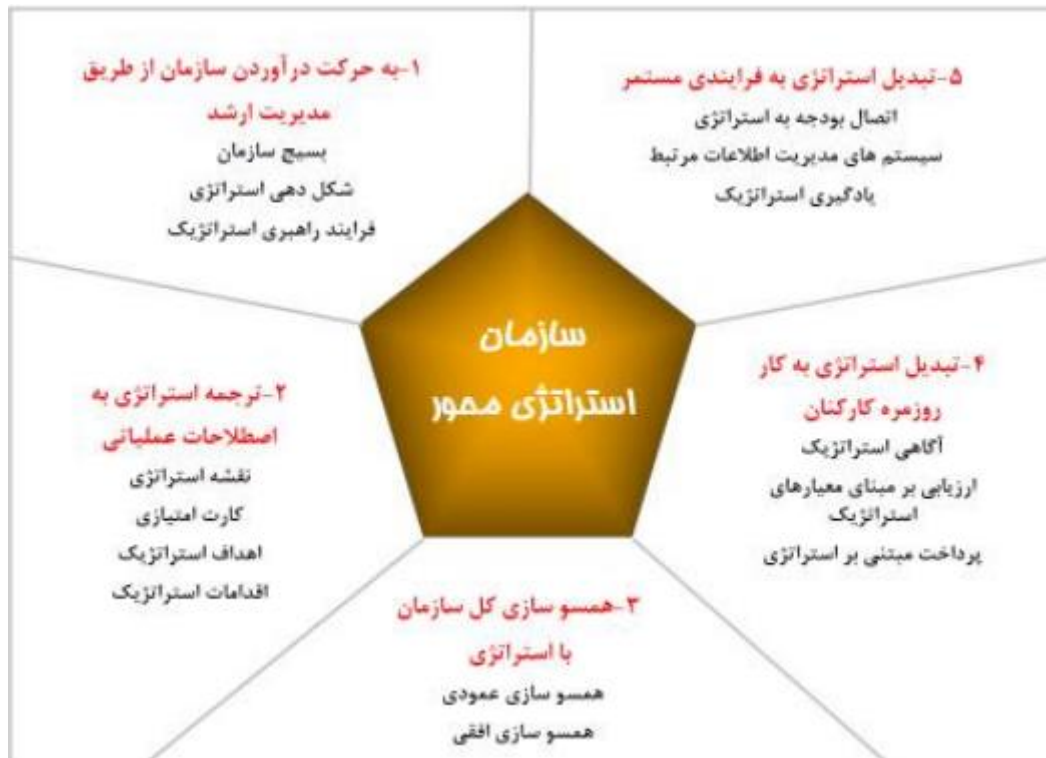 ۱-به حرکت درآوردن سازمان از طریق
مدیریت ارشد
بسیج سازمان
شکل دهی استراتژی
فرایند راهبری استراتژیک
۵-تبدیل استراتژی به فرایندی مستمر
اتصال بودجه به استراتژی
سیستم های مدیریت اطلاعات مرتبط
یادگیری استراتژیک
سازمان
استراتژی محور
۲-ترجمه استراتژی به
اصطلاحات عملیاتی
نقشه استراتژی
کارت امتیازی
اهداف استراتژیک
اقدامات استراتژیک
۴-تبدیل استراتژی به کار
روزمره کارکنان
آگاهی استراتژیک
ارزیابی بر مبنای معیارهای
استراتژیک
پرداخت مبتنی بر استراتژی
۳-همسو سازی کل سازمان
با استراتژی
همسو سازی عمودی
همسو سازی افقی